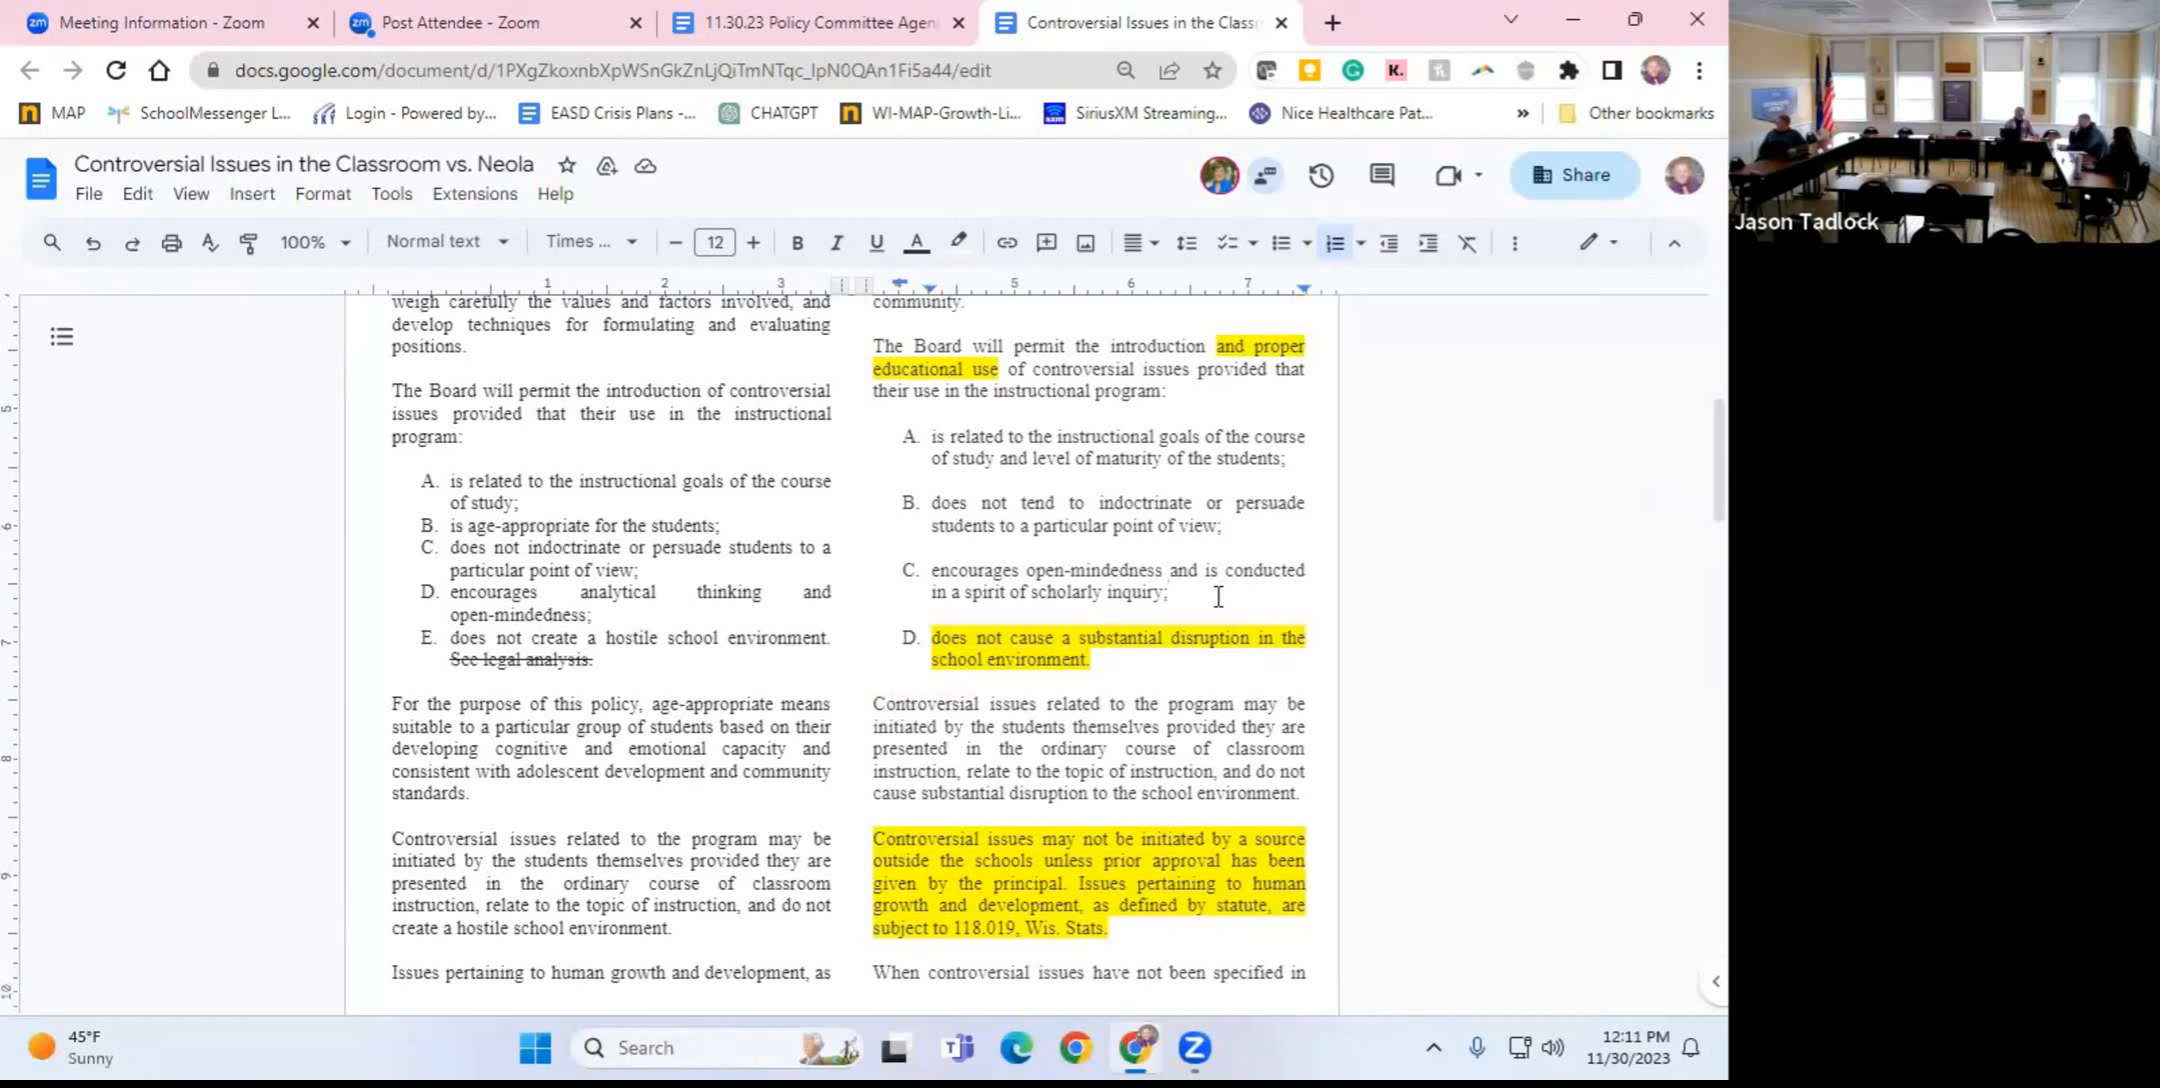 Meeting Information - Zoom
Post Attendee - Zoom
11.30.23 Policy Committee Agen
Controversial Issues in the Classr
docs.google.com/document/d/1PXgZkoxnbXpWSnGkZnLjQiTmNTqc_IpN0QAn1Fi5a44/edit
MAP
SchoolMessenger L...
Login - Powered by...
EASD Crisis Plans -...
CHATGPT
WI-MAP-Growth-Li...
SiriusXM Streaming...
Nice Healthcare Pat...
»
Other bookmarks
Controversial Issues in the Classroom vs. Neola
File Edit View Insert Format Tools Extensions Help
Share
100%
Normal text
Times ...
12
1 2 3 5 6 7
weigh carefully the values and factors involved, and
develop techniques for formulating and evaluating
positions.
The Board will permit the introduction of controversial
issues provided that their use in the instructional
program:
A. is related to the instructional goals of the course
of study;
B. is age-appropriate for the students;
C. does not indoctrinate or persuade students to a
particular point of view;
D. encourages analytical thinking and
open-mindedness;
E. does not create a hostile school environment.
See legal analysis.
For the purpose of this policy, age-appropriate means
suitable to a particular group of students based on their
developing cognitive and emotional capacity and
consistent with adolescent development and community
standards.
Controversial issues related to the program may be
initiated by the students themselves provided they are
presented in the ordinary course of classroom
instruction, relate to the topic of instruction, and do not
create a hostile school environment.
Issues pertaining to human growth and development, as
community.
The Board will permit the introduction and proper
educational use of controversial issues provided that
their use in the instructional program:
A. is related to the instructional goals of the course
of study and level of maturity of the students;
B. does not tend to indoctrinate or persuade
students to a particular point of view;
C. encourages open-mindedness and is conducted
in a spirit of scholarly inquiry;
D. does not cause a substantial disruption in the
school environment.
Controversial issues related to the program may be
initiated by the students themselves provided they are
presented in the ordinary course of classroom
instruction, relate to the topic of instruction, and do not
cause substantial disruption to the school environment.
Controversial issues may not be initiated by a source
outside the schools unless prior approval has been
given by the principal. Issues pertaining to human
growth and development, as defined by statute, are
subject to 118.019, Wis. Stats.
When controversial issues have not been specified in
5
6
7
8
9
10
Jason Tadlock
45°F
Sunny
Search
12:11 PM
11/30/2023